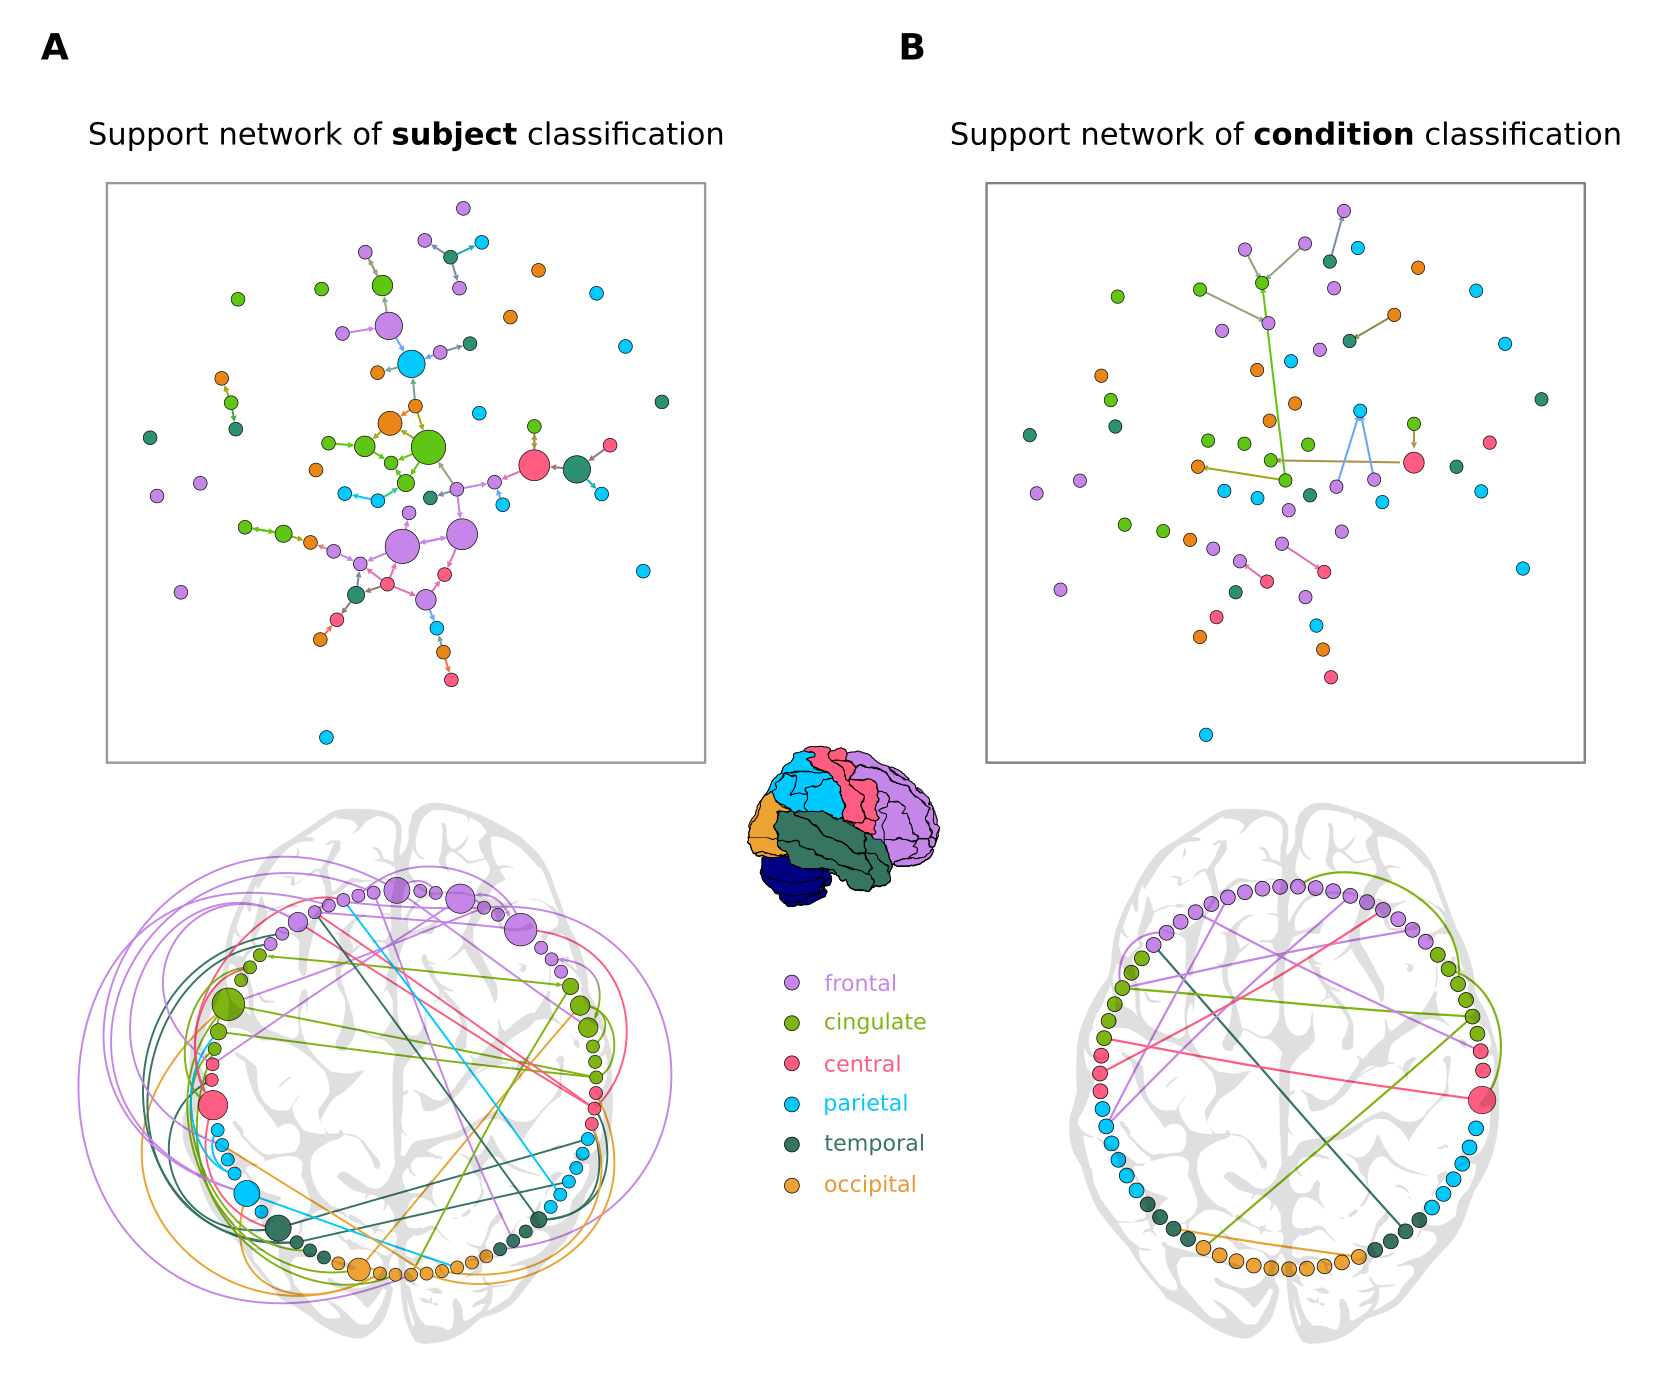 A
B
Support network of subject classification
Support network of condition classification
frontal
cingulate
central
parietal
temporal
occipital